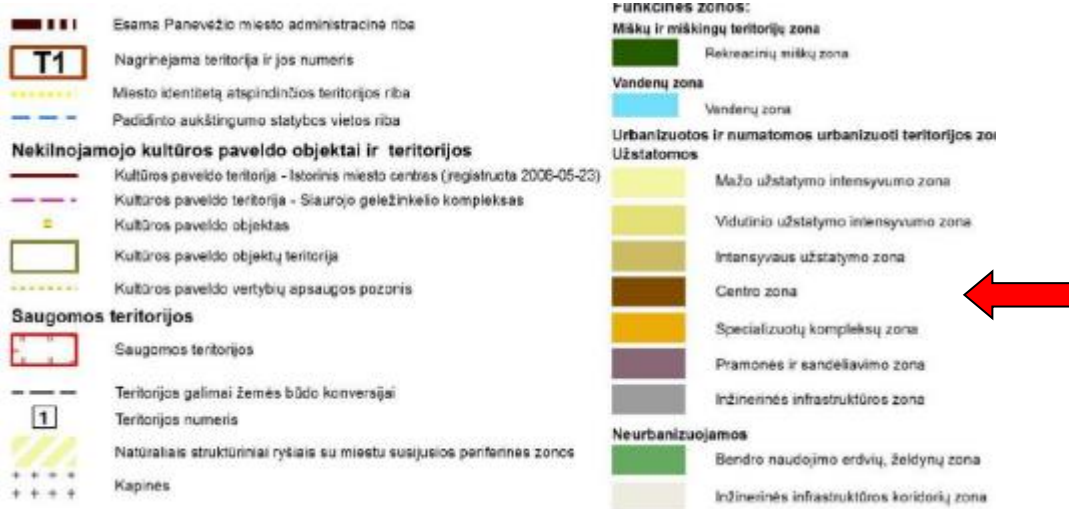 Esama Panevėžio miesto administracinė riba
T1
Nagrinėjama teritorija ir jos numeris
Miesto identitetą atspindinčios teritorijos riba
Padidinto aukštingumo statybos vietos riba
Nekilnojamojo kultūros paveldo objektai ir teritorijos
Kultūros paveldo teritorija - Istorinis miesto centras (įregistruota 2008-05-23)
Kultūros paveldo teritorija - Siaurojo geležinkelio kompleksas
Kultūros paveldo objektas
Kultūros paveldo objektų teritorija
Kultūros paveldo vertybių apsaugos pozonis
Saugomos teritorijos
Saugomos teritorijos
Teritorijos galimai žemės būdo konversijai
1
Teritorijos numeris
Natūraliais struktūriniai ryšiais su miestu susijusios periferinės zonos
Kapinės
Funkcinės zonos:
Miškų ir miškingų teritorijų zona
Rekreacinių miškų zona
Vandenų zona
Vandenų zona
Urbanizuotos ir numatomos urbanizuoti teritorijos zon
Užstatomos
Mažo užstatymo intensyvumo zona
Vidutinio užstatymo intensyvumo zona
Intensyvaus užstatymo zona
Centro zona
Specializuotų kompleksų zona
Pramonės ir sandėliavimo zona
Inžinerinės infrastruktūros zona
Neurbanizuojamos
Bendro naudojimo erdvių, želdynų zona
Inžinerinės infrastruktūros koridorių zona